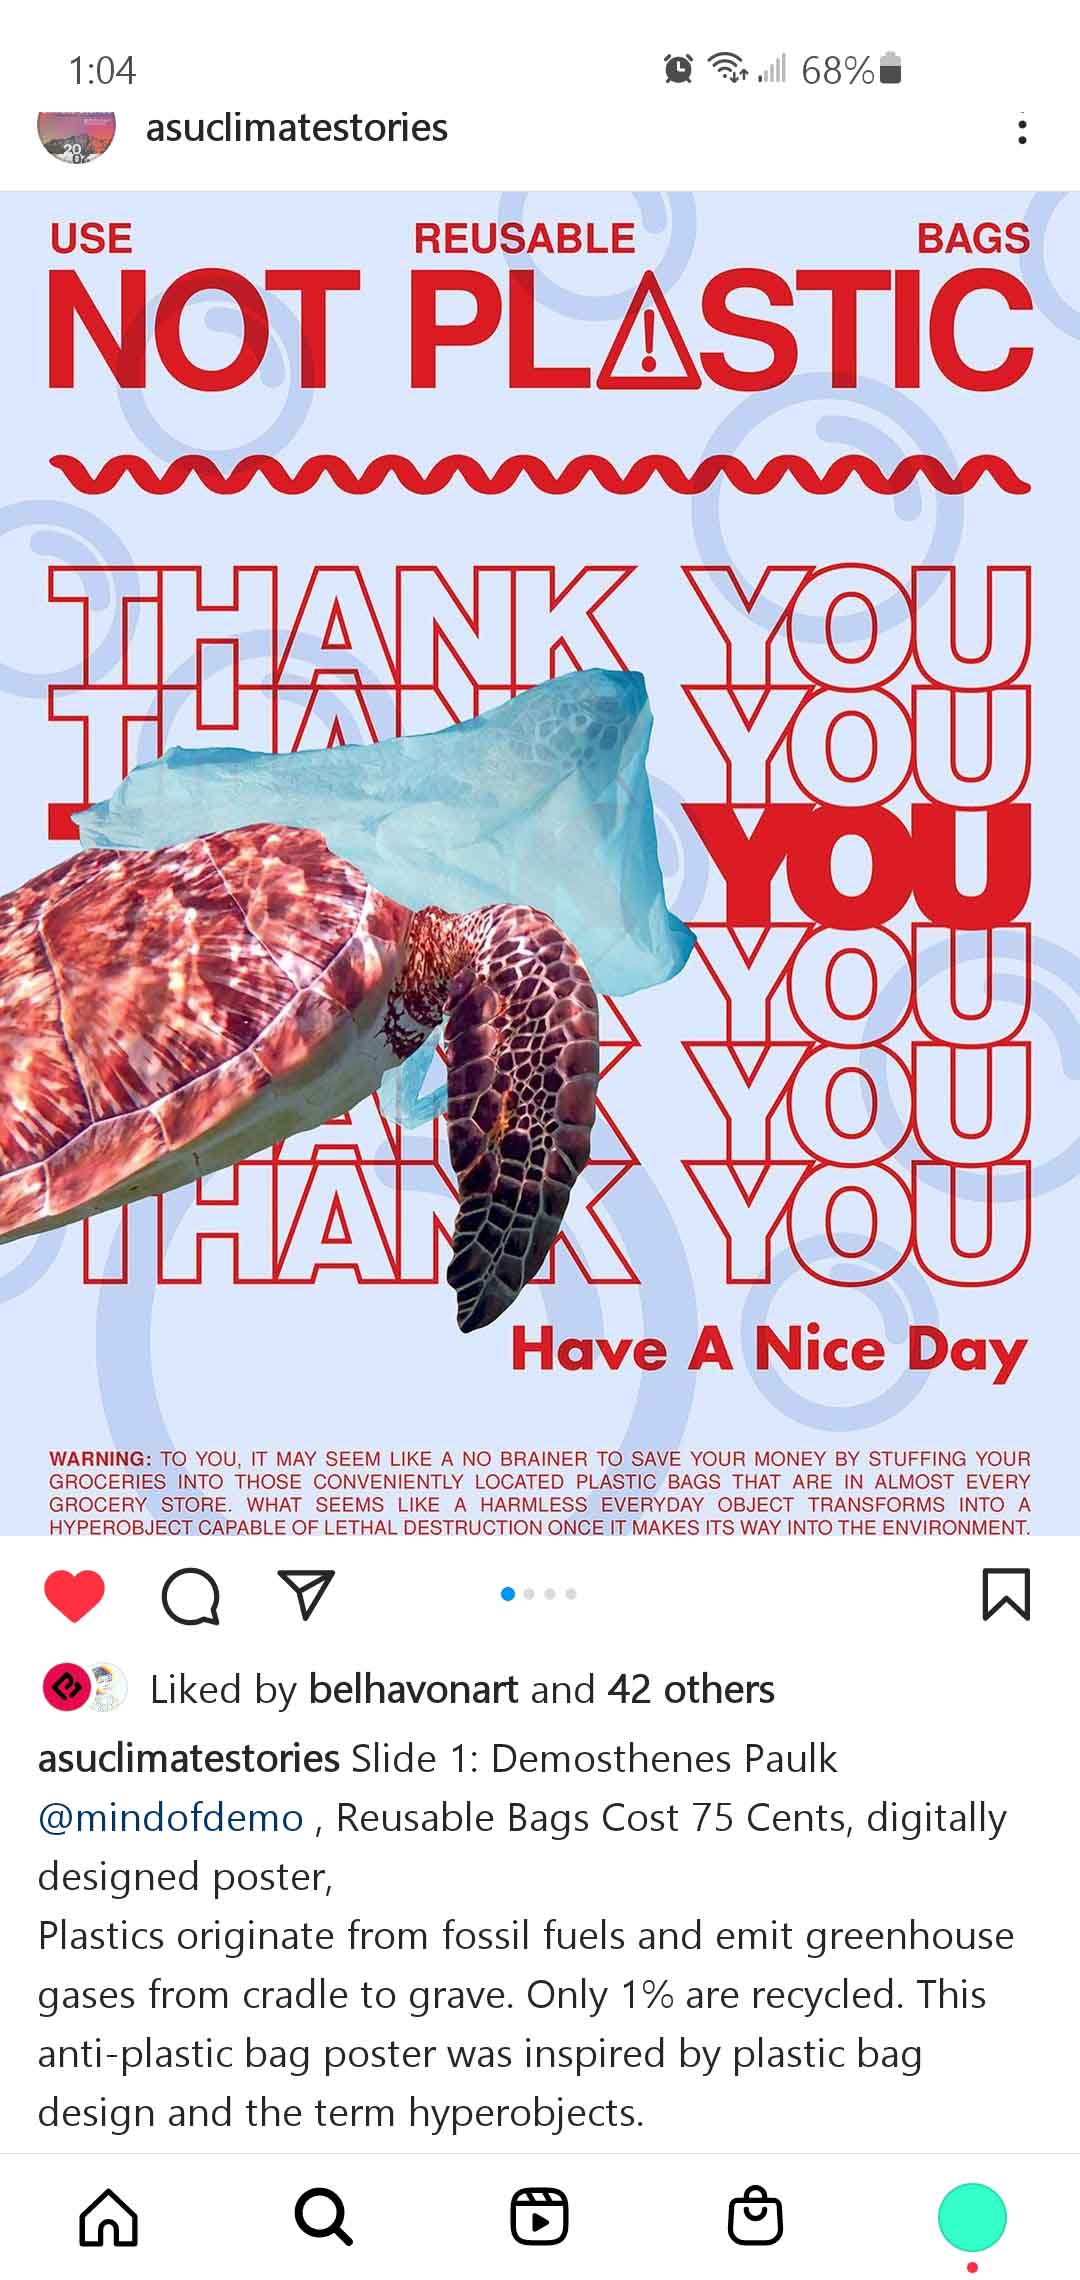 1:04 68%
asuclimatestories
USE REUSABLE BAGS
NOT PLASTIC
THANK YOU
THANK YOU
YOU
YOU
YOU
THANK YOU
Have A Nice Day
WARNING: TO YOU, IT MAY SEEM LIKE A NO BRAINER TO SAVE YOUR MONEY BY STUFFING YOUR
GROCERIES INTO THOSE CONVENIENTLY LOCATED PLASTIC BAGS THAT ARE IN ALMOST EVERY
GROCERY STORE. WHAT SEEMS LIKE A HARMLESS EVERYDAY OBJECT TRANSFORMS INTO A
HYPEROBJECT CAPABLE OF LETHAL DESTRUCTION ONCE IT MAKES ITS WAY INTO THE ENVIRONMENT.
Liked by belhavonart and 42 others
asuclimatestories Slide 1: Demosthenes Paulk
@mindofdemo , Reusable Bags Cost 75 Cents, digitally
designed poster,
Plastics originate from fossil fuels and emit greenhouse
gases from cradle to grave. Only 1% are recycled. This
anti-plastic bag poster was inspired by plastic bag
design and the term hyperobjects.